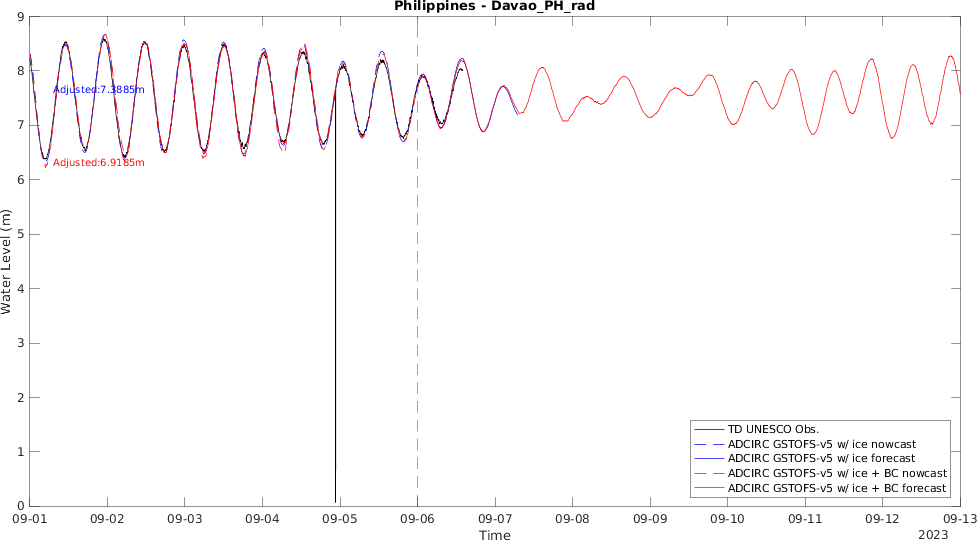 Philippines - Davao_PH_rad
Water Level (m)
9
8
7
6
5
4
3
2
1
0
Adjusted:7.3885m
Adjusted:6.9185m
TD UNESCO Obs.
ADCIRC GSTOFS-v5 w/ ice nowcast
ADCIRC GSTOFS-v5 w/ ice forecast
ADCIRC GSTOFS-v5 w/ ice + BC nowcast
ADCIRC GSTOFS-v5 w/ ice + BC forecast
09-01 09-02 09-03 09-04 09-05 09-06 09-07 09-08 09-09 09-10 09-11 09-12 09-13
Time
2023